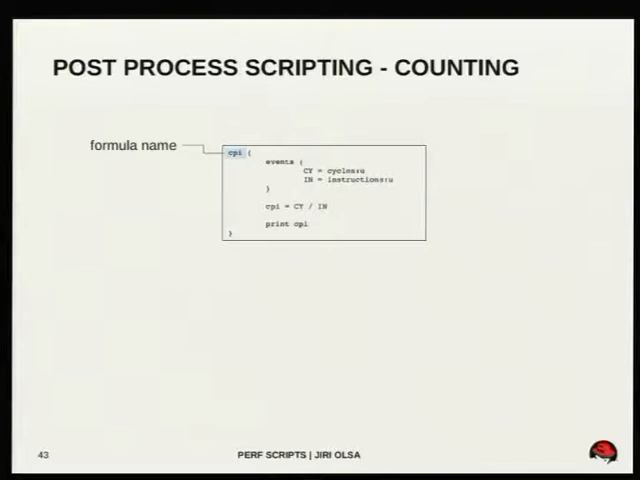 POST PROCESS SCRIPTING - COUNTING
formula name
cpi {
events {
CY = cycles:u
IN = instructions:u
}
cpi = CY / IN
print cpi
}
43
PERF SCRIPTS | JIRI OLSA